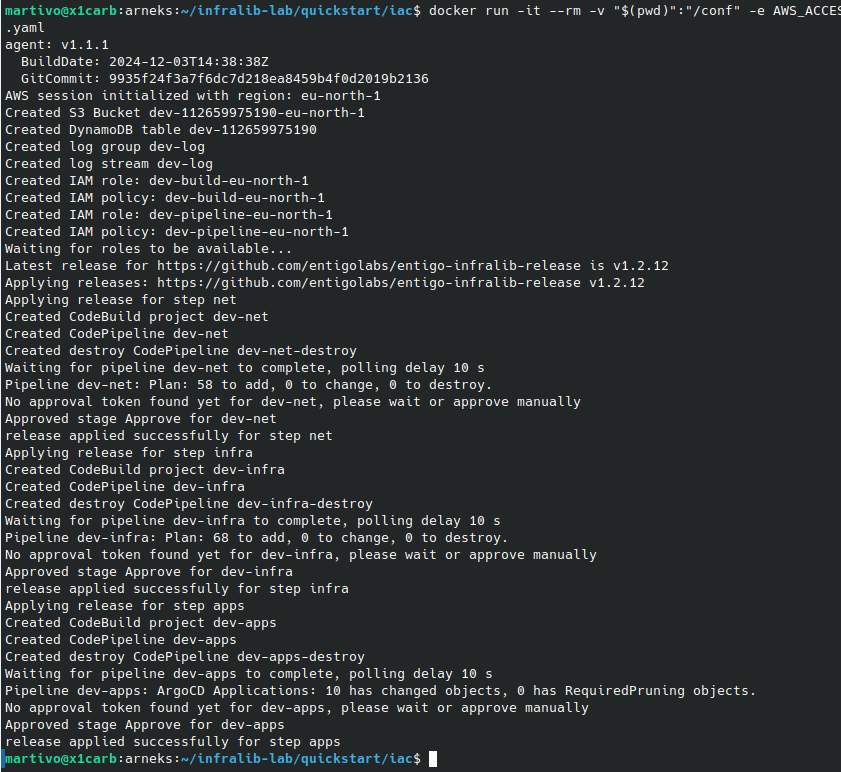 martivo@x1carb:arneks:~/infralib-lab/quickstart/iac$ docker run -it --rm -v "$(pwd)":"/conf" -e AWS_ACCES
.yaml
agent: v1.1.1
  BuildDate: 2024-12-03T14:38:38Z
  GitCommit: 9935f24f3a7f6dc7d218ea8459b4f0d2019b2136
AWS session initialized with region: eu-north-1
Created S3 Bucket dev-112659975190-eu-north-1
Created DynamoDB table dev-112659975190
Created log group dev-log
Created log stream dev-log
Created IAM role: dev-build-eu-north-1
Created IAM policy: dev-build-eu-north-1
Created IAM role: dev-pipeline-eu-north-1
Created IAM policy: dev-pipeline-eu-north-1
Waiting for roles to be available...
Latest release for https://github.com/entigolabs/entigo-infralib-release is v1.2.12
Applying releases: https://github.com/entigolabs/entigo-infralib-release v1.2.12
Applying release for step net
Created CodeBuild project dev-net
Created CodePipeline dev-net
Created destroy CodePipeline dev-net-destroy
Waiting for pipeline dev-net to complete, polling delay 10 s
Pipeline dev-net: Plan: 58 to add, 0 to change, 0 to destroy.
No approval token found yet for dev-net, please wait or approve manually
Approved stage Approve for dev-net
release applied successfully for step net
Applying release for step infra
Created CodeBuild project dev-infra
Created CodePipeline dev-infra
Created destroy CodePipeline dev-infra-destroy
Waiting for pipeline dev-infra to complete, polling delay 10 s
Pipeline dev-infra: Plan: 68 to add, 0 to change, 0 to destroy.
No approval token found yet for dev-infra, please wait or approve manually
Approved stage Approve for dev-infra
release applied successfully for step infra
Applying release for step apps
Created CodeBuild project dev-apps
Created CodePipeline dev-apps
Created destroy CodePipeline dev-apps-destroy
Waiting for pipeline dev-apps to complete, polling delay 10 s
Pipeline dev-apps: ArgoCD Applications: 10 has changed objects, 0 has RequiredPruning objects.
No approval token found yet for dev-apps, please wait or approve manually
Approved stage Approve for dev-apps
release applied successfully for step apps
martivo@x1carb:arneks:~/infralib-lab/quickstart/iac$